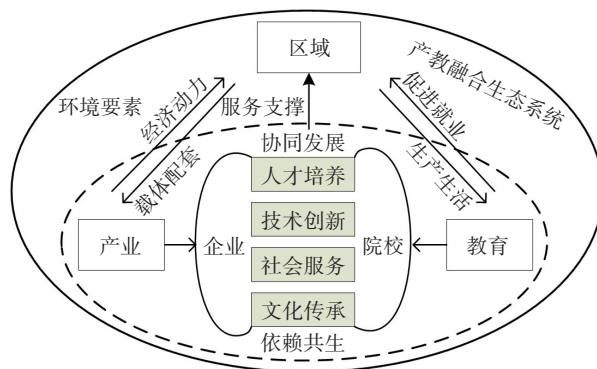 区域
产教融合生态系统
环境要素
经济动力
服务支撑
促进就业
载体配套
协同发展
生产生活
人才培养
技术创新
产业
企业
院校
教育
社会服务
文化传承
依赖共生